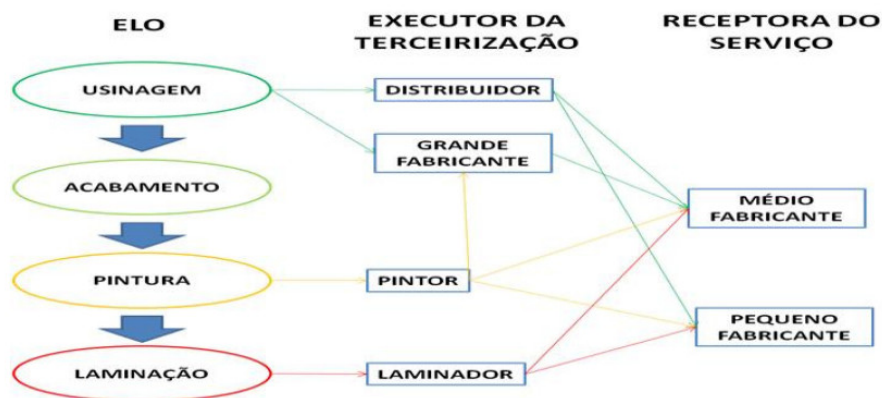 ELO
EXECUTOR DA
TERCEIRIZAÇÃO
RECEPTORA DO
SERVIÇO
USINAGEM
DISTRIBUIDOR
GRANDE
FABRICANTE
ACABAMENTO
MÉDIO
FABRICANTE
PINTURA
PINTOR
PEQUENO
FABRICANTE
LAMINAÇÃO
LAMINADOR